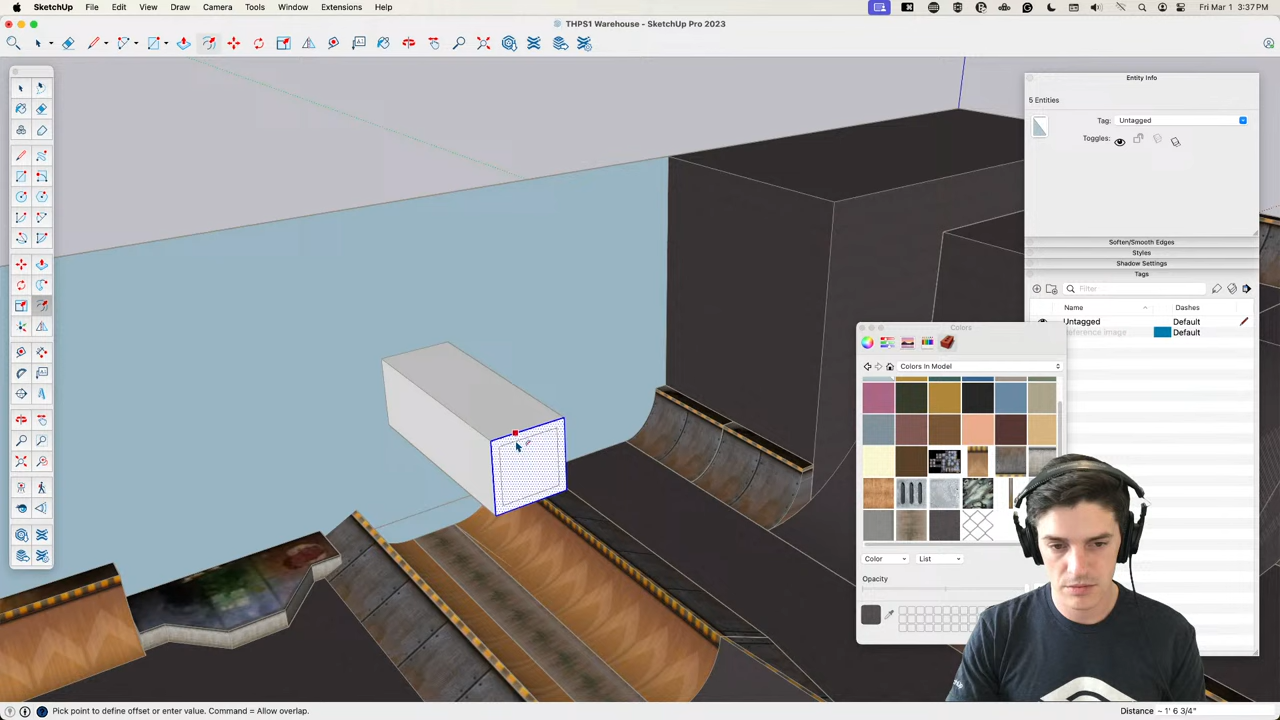 SketchUp File Edit View Draw Camera Tools Window Extensions Help
Fri Mar 1 3:37 PM
THPS1 Warehouse - SketchUp Pro 2023
Entity Info
5 Entities
Tag: Untagged
Toggles:
Soften/Smooth Edges
Styles
Shadow Settings
Tags
Filter
Name Dashes
Untagged Default
reference image Default
Colors
Colors In Model
Color List
Opacity
Pick point to define offset or enter value. Command = Allow overlap.
Distance ~ 1' 6 3/4"